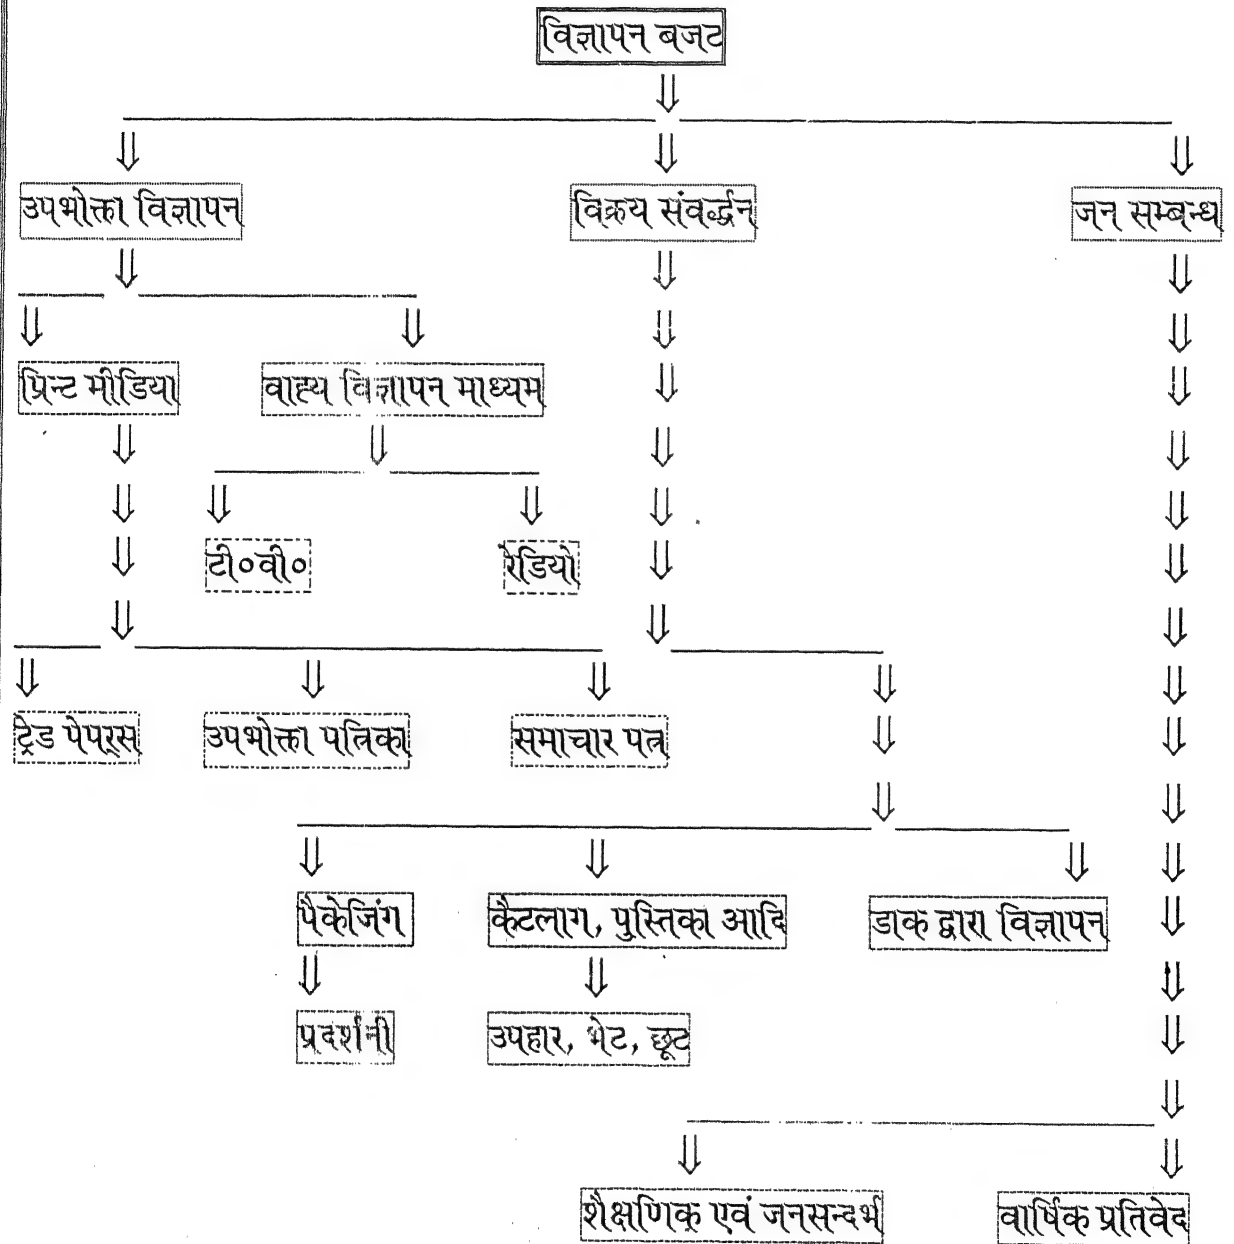 विज्ञापन बजट
उपभोक्ता विज्ञापन विक्रय संवर्द्धन जन सम्बन्ध
प्रिन्ट मीडिया वाह्य विज्ञापन माध्यम
टी०वी० रेडियो
ट्रेड पेपर्स उपभोक्ता पत्रिका समाचार पत्र
पैकेजिंग कैटलाग, पुस्तिका आदि डाक द्वारा विज्ञापन
प्रदर्शनी उपहार, भेट, छूट
शैक्षणिक एवं जनसन्दर्भ वार्षिक प्रतिवेद